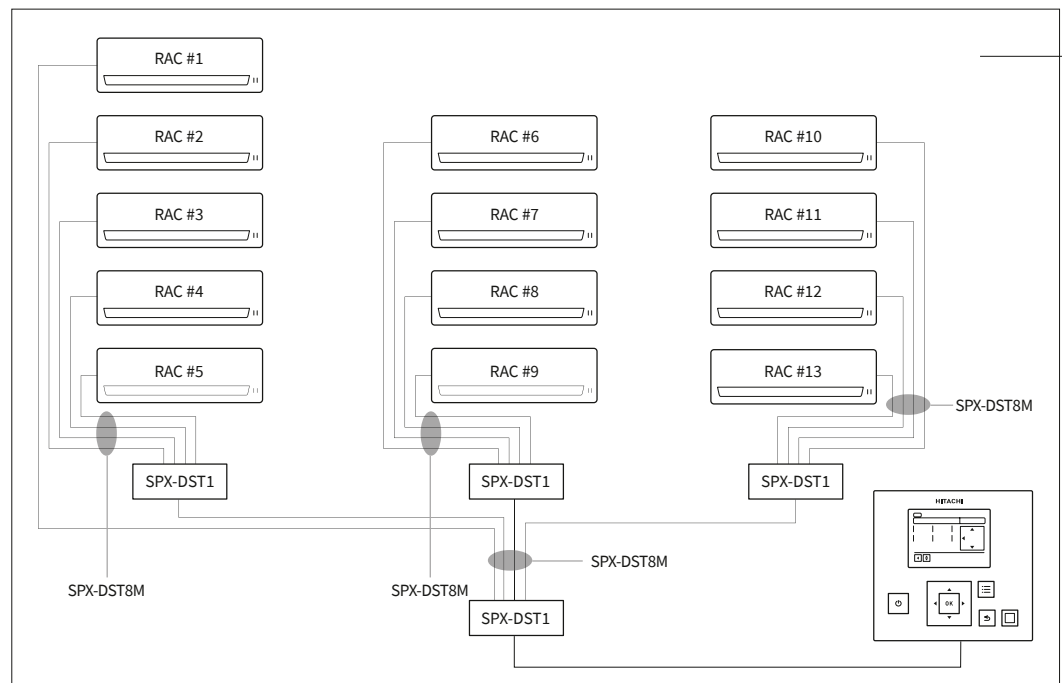 RAC #1
RAC #2
RAC #3
RAC #4
RAC #5
RAC #6
RAC #7
RAC #8
RAC #9
RAC #10
RAC #11
RAC #12
RAC #13
SPX-DST8M
SPX-DST1
SPX-DST1
SPX-DST1
HITACHI
SPX-DST8M
SPX-DST8M
SPX-DST8M
SPX-DST1
OK